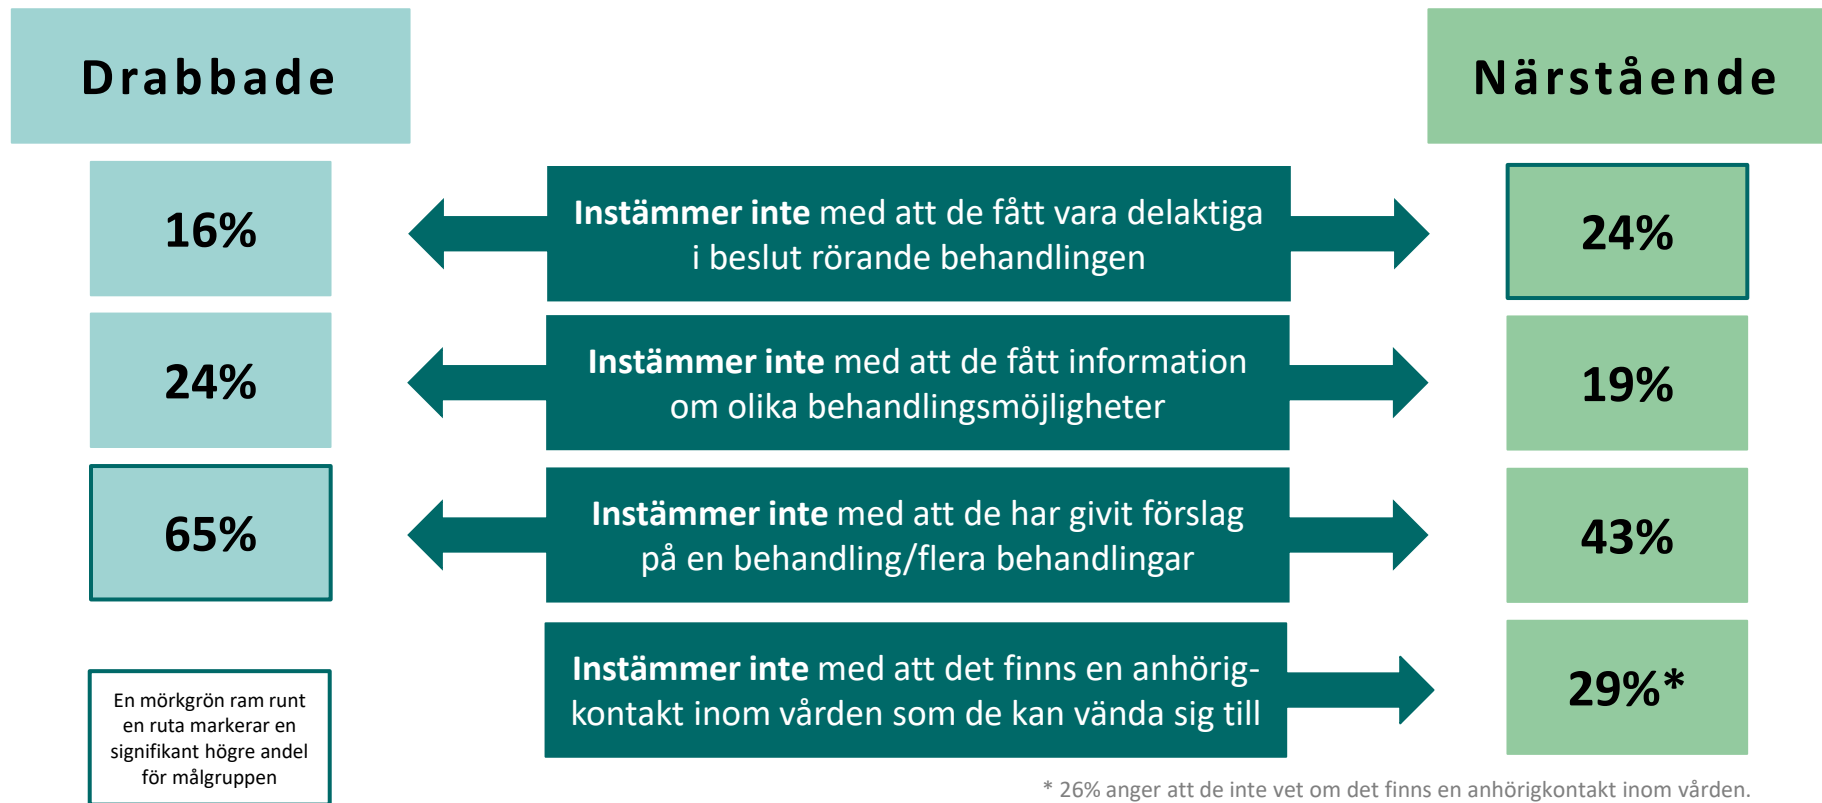 Drabbade
Närstående
16%
Instämmer inte med att de fått vara delaktiga
i beslut rörande behandlingen
24%
24%
Instämmer inte med att de fått information
om olika behandlingsmöjligheter
19%
65%
Instämmer inte med att de har givit förslag
på en behandling/flera behandlingar
43%
Instämmer inte med att det finns en anhörig-
kontakt inom vården som de kan vända sig till
29%*
En mörkgrön ram runt
en ruta markerar en
signifikant högre andel
för målgruppen
* 26% anger att de inte vet om det finns en anhörigkontakt inom vården.